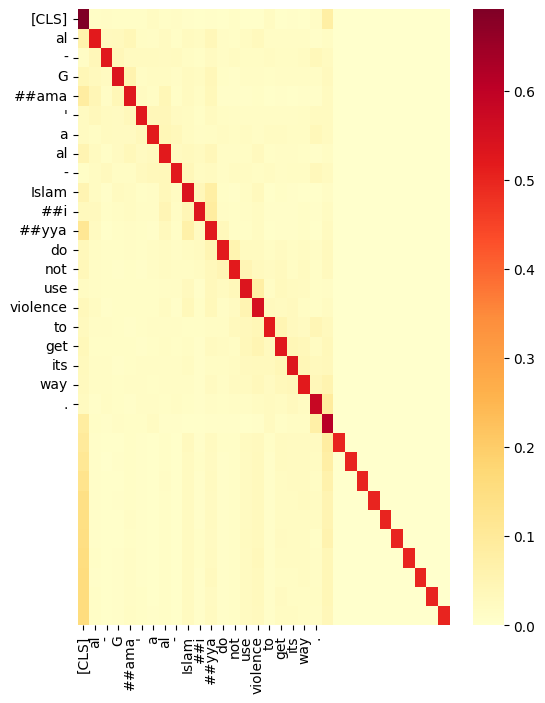 [CLS]
al
-
G
##ama
'
a
al
-
Islam
##i
##yya
do
not
use
violence
to
get
its
way
.
[CLS]
al
-
G
##ama
'
a
al
-
Islam
##i
##yya
do
not
use
violence
to
get
its
way
.
0.6
0.5
0.4
0.3
0.2
0.1
0.0